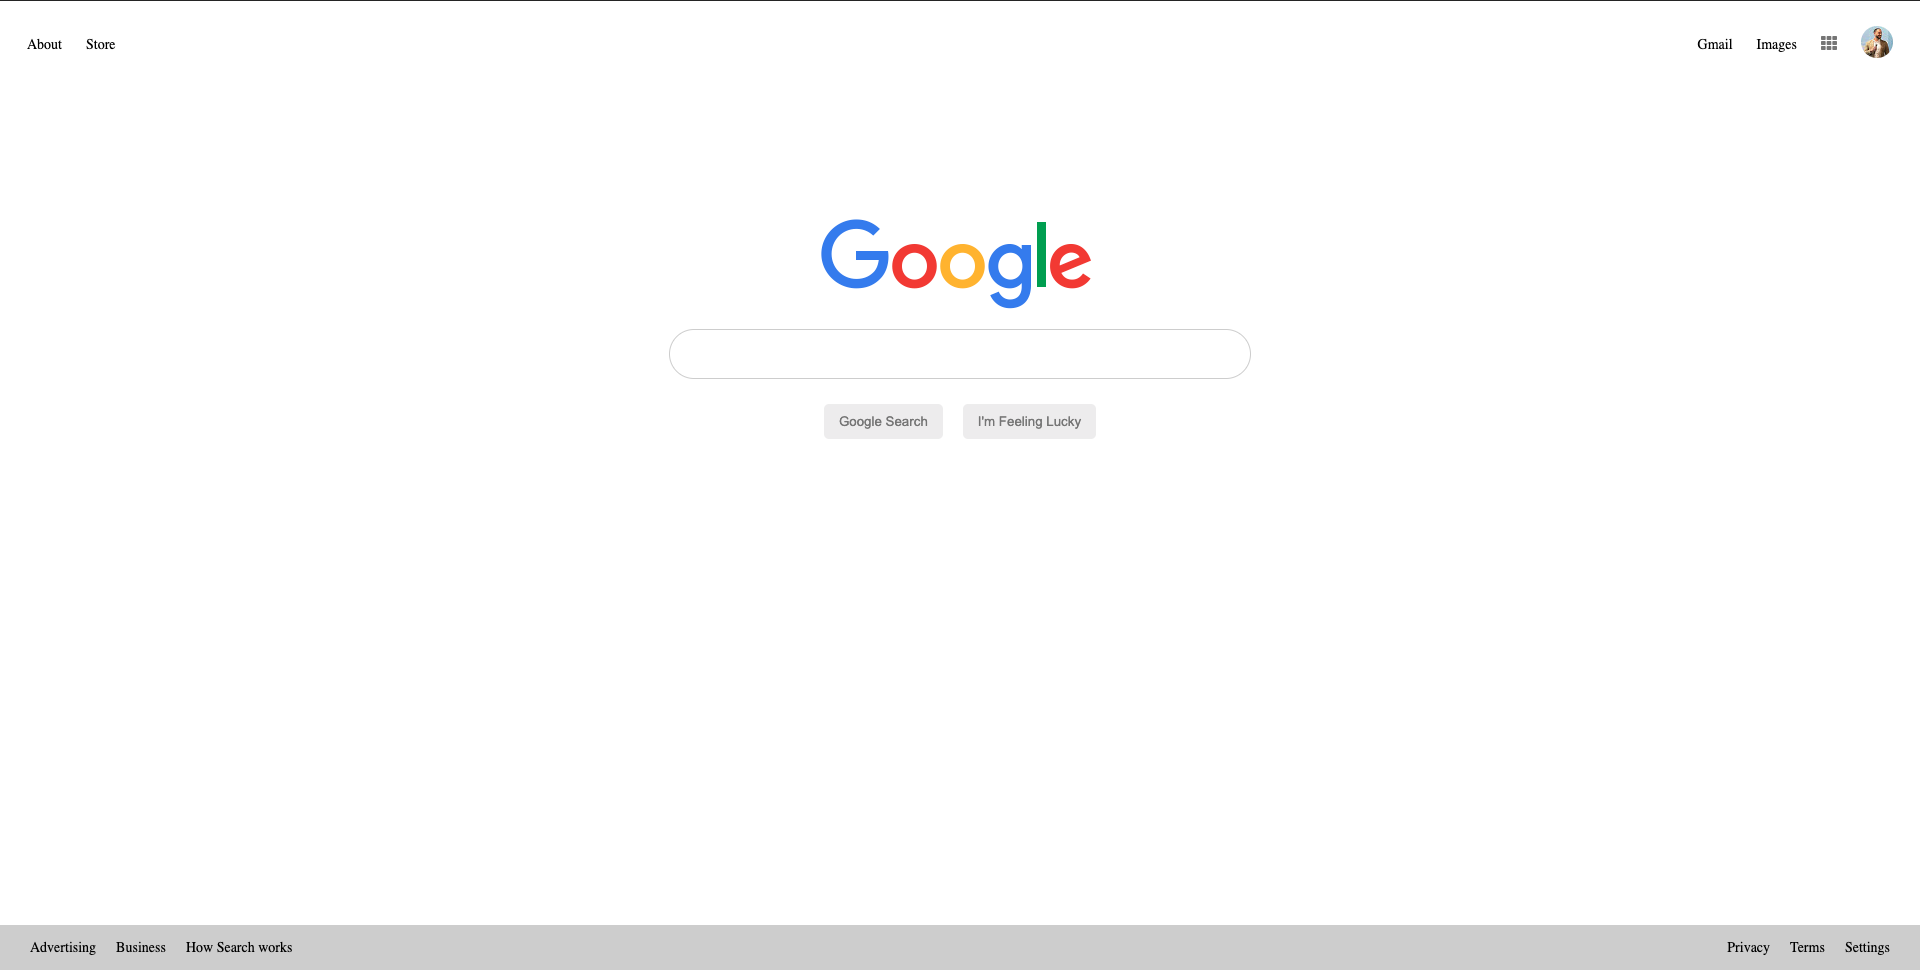 About Store Gmail Images
Google
Google Search I'm Feeling Lucky
Advertising Business How Search works Privacy Terms Settings